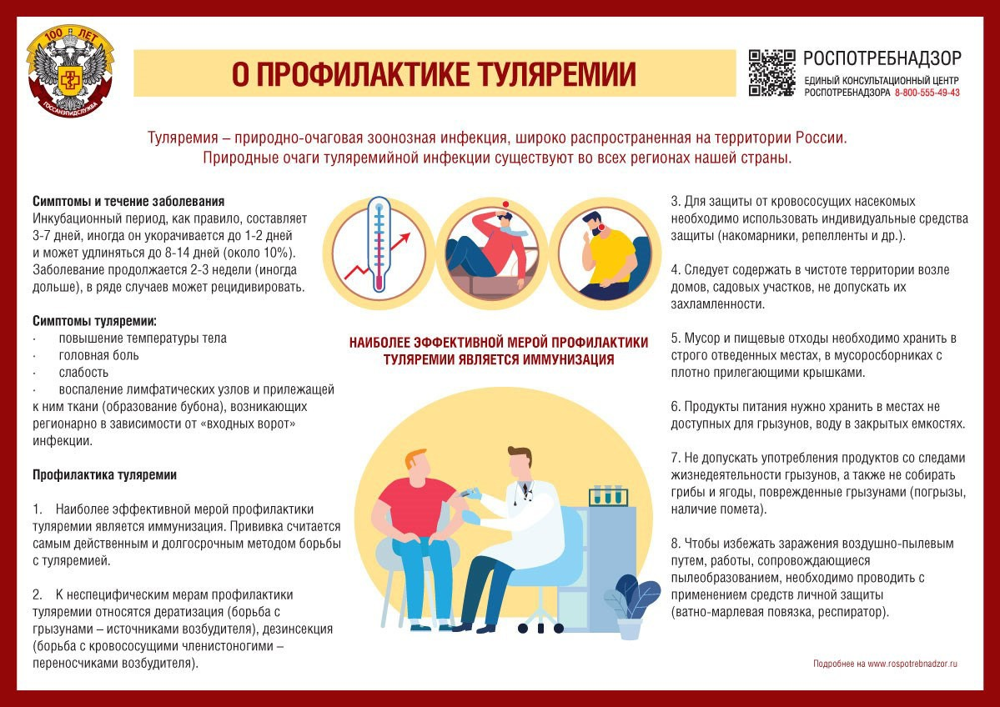 100 ЛЕТ
ГОССАНЭПИДСЛУЖБА
О ПРОФИЛАКТИКЕ ТУЛЯРЕМИИ
РОСПОТРЕБНАДЗОР
ЕДИНЫЙ КОНСУЛЬТАЦИОННЫЙ ЦЕНТР
РОСПОТРЕБНАДЗОРА 8-800-555-49-43
Туляремия – природно-очаговая зоонозная инфекция, широко распространенная на территории России.
Природные очаги туляремийной инфекции существуют во всех регионах нашей страны.
Симптомы и течение заболевания
Инкубационный период, как правило, составляет
3-7 дней, иногда он укорачивается до 1-2 дней
и может удлиняться до 8-14 дней (около 10%).
Заболевание продолжается 2-3 недели (иногда
дольше), в ряде случаев может рецидивировать.
Симптомы туляремии:
· повышение температуры тела
· головная боль
· слабость
· воспаление лимфатических узлов и прилежащей
к ним ткани (образование бубона), возникающих
регионарно в зависимости от «входных ворот»
инфекции.
Профилактика туляремии
1. Наиболее эффективной мерой профилактики
туляремии является иммунизация. Прививка считается
самым действенным и долгосрочным методом борьбы
с туляремией.
2. К неспецифическим мерам профилактики
туляремии относятся дератизация (борьба с
грызунами – источниками возбудителя), дезинсекция
(борьба с кровососущими членистоногими –
переносчиками возбудителя).
НАИБОЛЕЕ ЭФФЕКТИВНОЙ МЕРОЙ ПРОФИЛАКТИКИ
ТУЛЯРЕМИИ ЯВЛЯЕТСЯ ИММУНИЗАЦИЯ
3. Для защиты от кровососущих насекомых
необходимо использовать индивидуальные средства
защиты (накомарники, репелленты и др.).
4. Следует содержать в чистоте территории возле
домов, садовых участков, не допускать их
захламленности.
5. Мусор и пищевые отходы необходимо хранить в
строго отведенных местах, в мусоросборниках с
плотно прилегающими крышками.
6. Продукты питания нужно хранить в местах не
доступных для грызунов, воду в закрытых емкостях.
7. Не допускать употребления продуктов со следами
жизнедеятельности грызунов, а также не собирать
грибы и ягоды, поврежденные грызунами (погрызы,
наличие помета).
8. Чтобы избежать заражения воздушно-пылевым
путем, работы, сопровождающиеся
пылеобразованием, необходимо проводить с
применением средств личной защиты
(ватно-марлевая повязка, респиратор).
Подробнее на www.rospotrebnadzor.ru